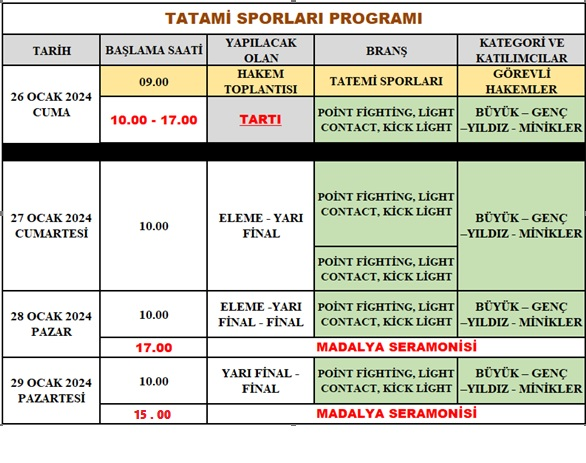 TATAMİ SPORLARI PROGRAMI
TARİH
BAŞLAMA SAATİ
YAPILACAK
OLAN
BRANŞ
KATEGORİ VE
KATILIMCILAR
26 OCAK 2024
CUMA
09.00
HAKEM
TOPLANTISI
TATEMİ SPORLARI
GÖREVLİ
HAKEMLER
10.00 - 17.00
TARTI
POİNT FİGHTİNG, LİGHT
CONTACT, KİCK LİGHT
BÜYÜK – GENÇ
–YILDIZ - MİNİKLER
27 OCAK 2024
CUMARTESİ
10.00
ELEME - YARI
FİNAL
POİNT FİGHTİNG, LİGHT
CONTACT, KİCK LİGHT
POİNT FİGHTİNG, LİGHT
CONTACT, KİCK LİGHT
BÜYÜK – GENÇ
–YILDIZ - MİNİKLER
28 OCAK 2024
PAZAR
10.00
ELEME -YARI
FİNAL - FİNAL
POİNT FİGHTİNG, LİGHT
CONTACT, KİCK LİGHT
BÜYÜK – GENÇ
–YILDIZ - MİNİKLER
17.00
MADALYA SERAMONİSİ
29 OCAK 2024
PAZARTESİ
10.00
YARI FİNAL -
FİNAL
POİNT FİGHTİNG, LİGHT
CONTACT, KİCK LİGHT
BÜYÜK – GENÇ
–YILDIZ - MİNİKLER
15 . 00
MADALYA SERAMONİSİ